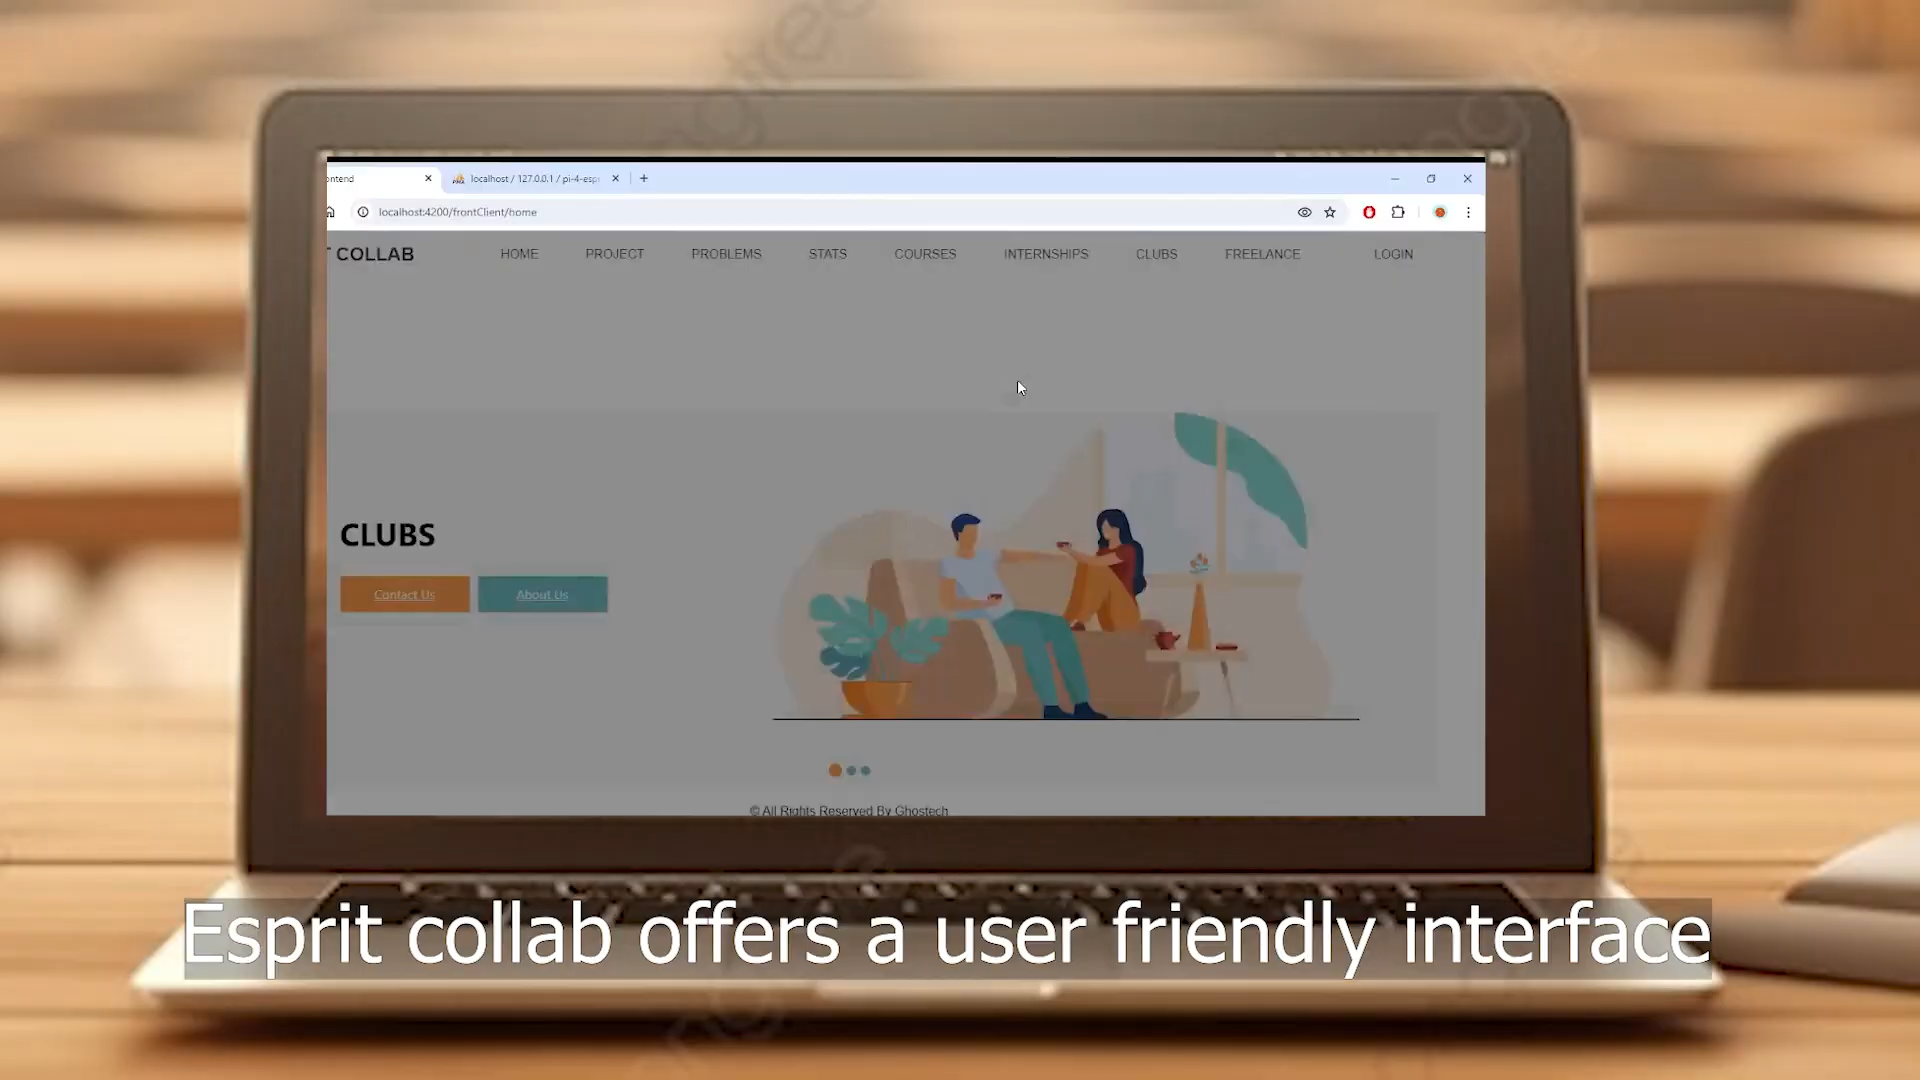 ontend
localhost / 127.0.0.1 / pi-4-esp
localhost:4200/frontClient/home
T COLLAB
HOME
PROJECT
PROBLEMS
STATS
COURSES
INTERNSHIPS
CLUBS
FREELANCE
LOGIN
CLUBS
Contact Us
About Us
© All Rights Reserved By Ghostech
Esprit collab offers a user friendly interface